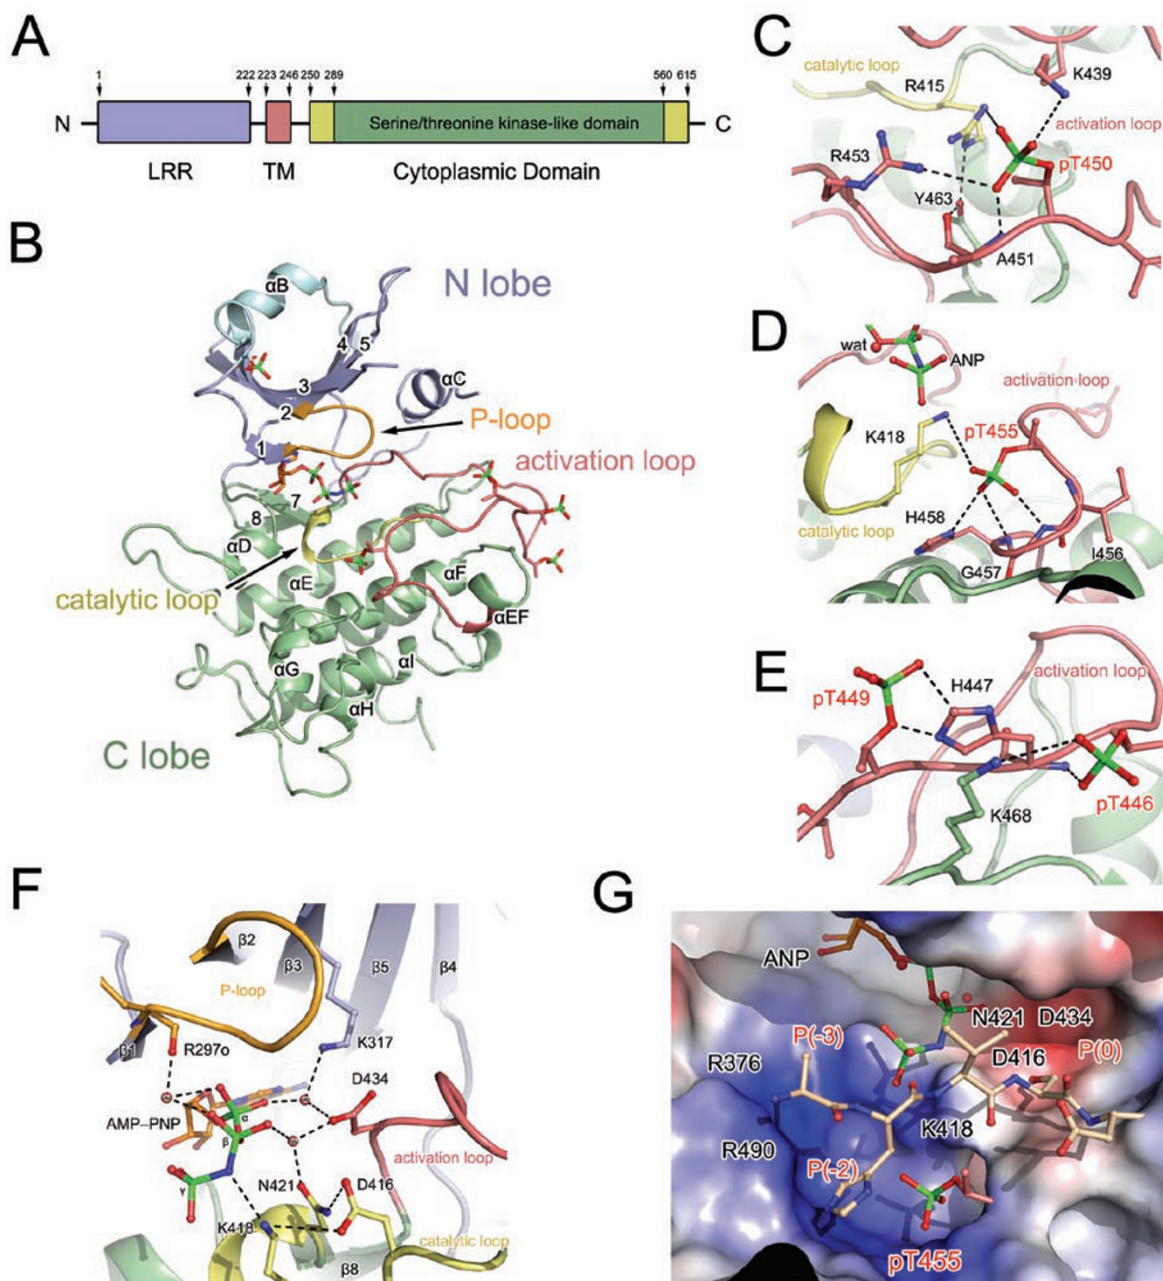 A
1 222 223 246 250 289 560 615
N Serine/threonine kinase-like domain C
LRR TM Cytoplasmic Domain
B
αB N lobe
4 5
3 αC
2 P-loop
1
activation loop
7
8
αD
αE αF
catalytic loop
αEF
αG αI
αH
C lobe
C
catalytic loop
R415 K439
activation loop
R453 pT450
Y463
A451
D
wat ANP
activation loop
K418 pT455
catalytic loop
H458
G457 I456
E
activation loop
H447
pT449
pT446
K468
F
β2 β3 β5 β4
P-loop
β1
R297o K317
D434
AMP–PNP α
β
activation loop
γ N421 D416
K418
β8 catalytic loop
G
ANP
N421 D434
P(-3) P(0)
R376 D416
K418
R490
P(-2)
pT455